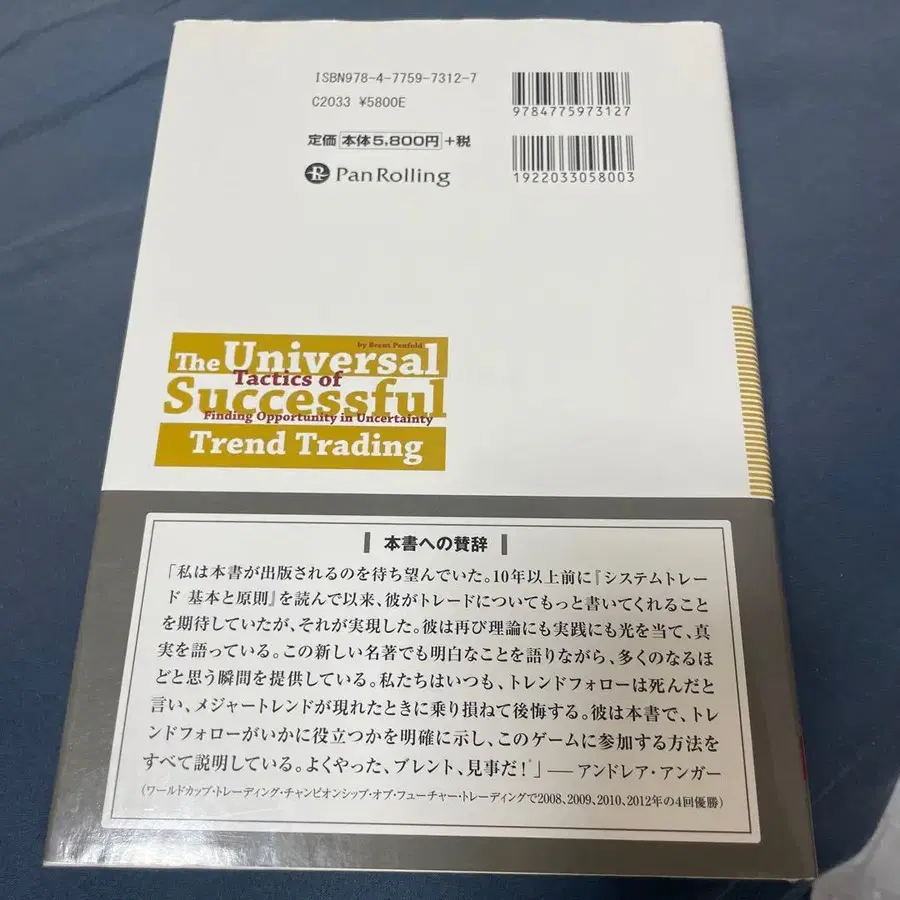 ISBN978-4-7759-7312-7
C2033 ¥5800E
9784775973127
定価 本体5,800円 +税
1922033058003
PanRolling
by Brent Penfold
The Universal
Tactics of
Successful
Finding Opportunity in Uncertainty
Trend Trading
本書への賛辞
「私は本書が出版されるのを待ち望んでいた。10年以上前に『システムトレー
ド 基本と原則』を読んで以来、彼がトレードについてもっと書いてくれること
を期待していたが、それが実現した。彼は再び理論にも実践にも光を当て、真
実を語っている。この新しい名著でも明白なことを語りながら、多くのなるほ
どと思う瞬間を提供している。私たちはいつも、トレンドフォローは死んだと
言い、メジャートレンドが現れたときに乗り損ねて後悔する。彼は本書で、トレ
ンドフォローがいかに役立つかを明確に示し、このゲームに参加する方法を
すべて説明している。よくやった、ブレント、見事だ!」── アンドレア・アンガー
(ワールドカップ・トレーディング・チャンピオンシップ・オブ・フューチャー・トレーディングで2008、2009、2010、2012年の4回優勝)